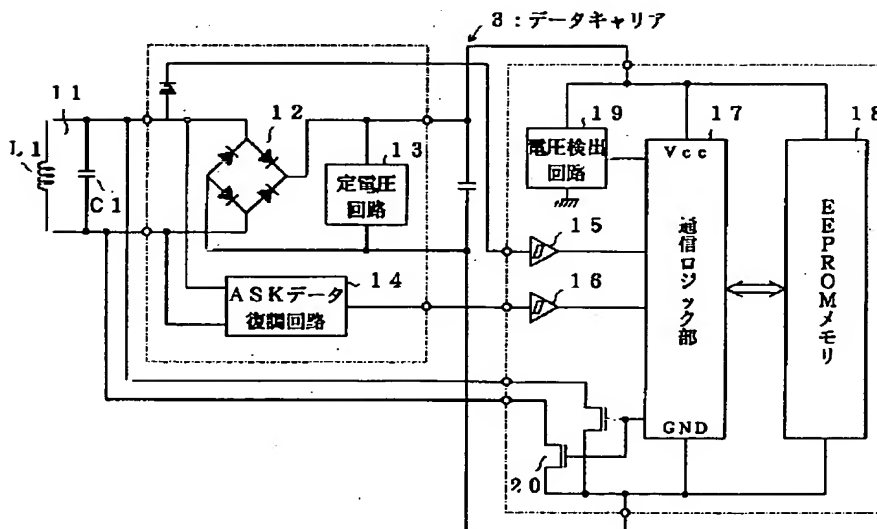 3：データキャリア
11
12
19
17
18
L1
13
電圧検出
回路
Vcc
C1
定電圧
回路
15
通信ロジック部
EEPROMメモリ
14
16
ASKデータ
復調回路
GND
20